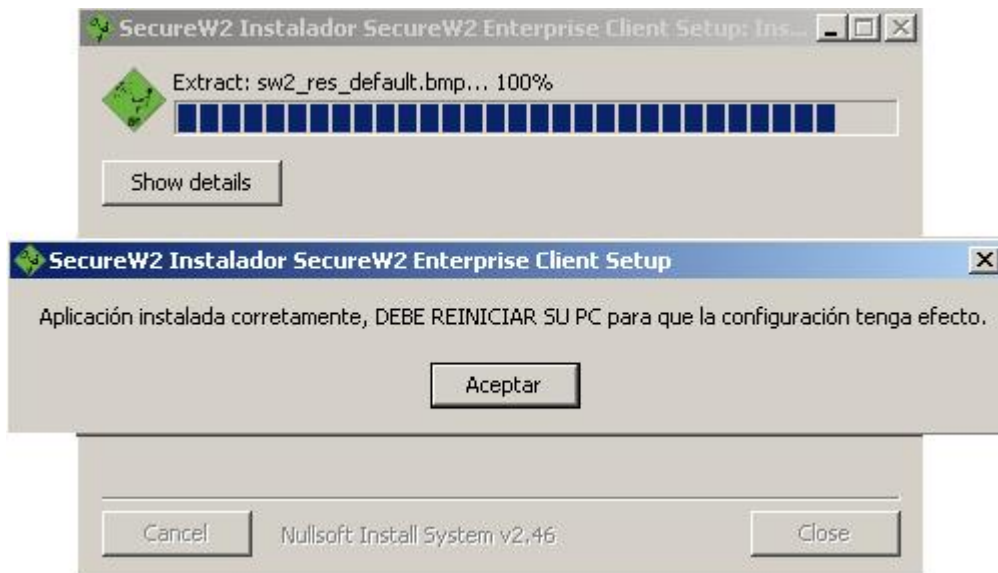 SecureW2 Instalador SecureW2 Enterprise Client Setup: Ins...
Extract: sw2_res_default.bmp... 100%
Show details
SecureW2 Instalador SecureW2 Enterprise Client Setup
Aplicación instalada corretamente, DEBE REINICIAR SU PC para que la configuración tenga efecto.
Aceptar
Cancel
Nullsoft Install System v2.46
Close